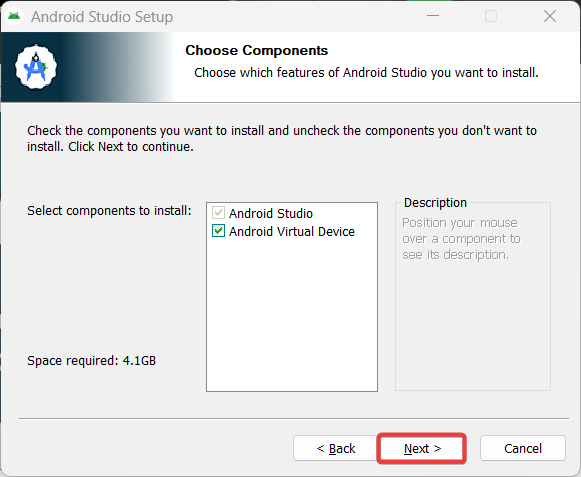 Android Studio Setup
Choose Components
Choose which features of Android Studio you want to install.
Check the components you want to install and uncheck the components you don't want to
install. Click Next to continue.
Select components to install:
Android Studio
Android Virtual Device
Description
Position your mouse
over a component to
see its description.
Space required: 4.1GB
< Back
Next >
Cancel